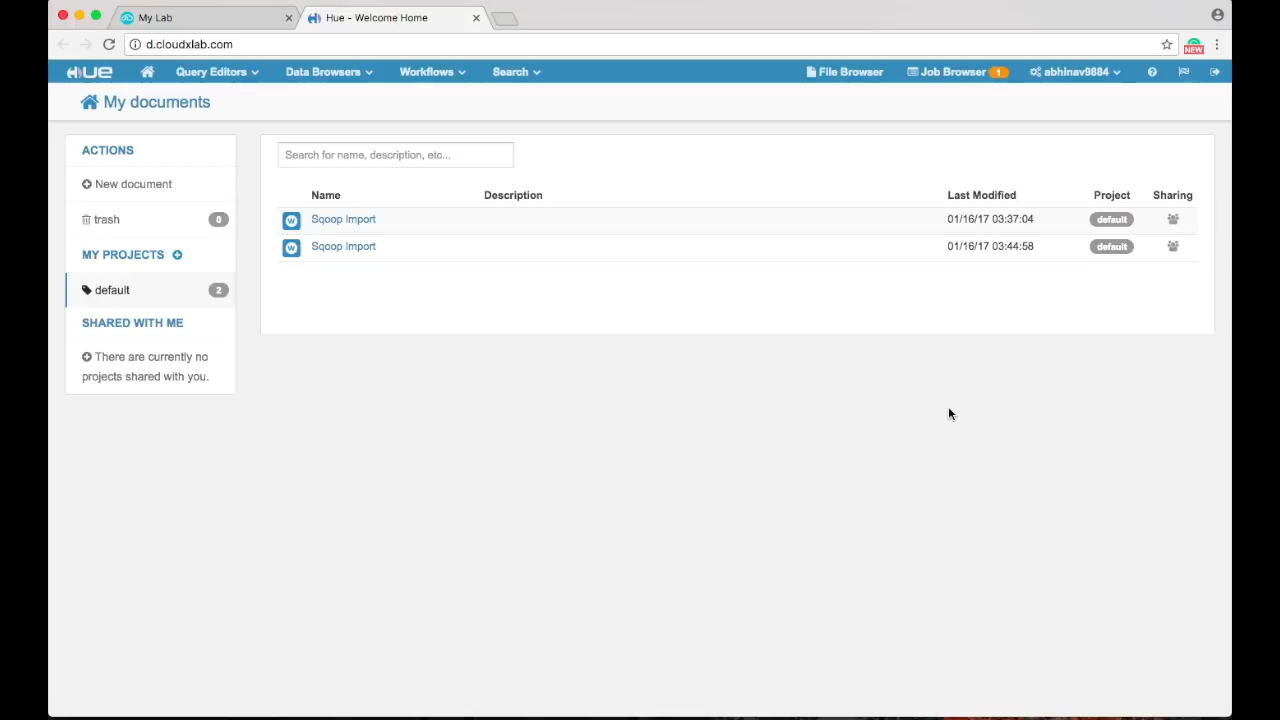 My Lab
Hue - Welcome Home
d.cloudxlab.com
NEW
HUE Query Editors Data Browsers Workflows Search File Browser Job Browser 1 abhinav9884
My documents
ACTIONS
New document
trash 0
MY PROJECTS
default 2
SHARED WITH ME
There are currently no
projects shared with you.
Search for name, description, etc...
Name Description Last Modified Project Sharing
Sqoop Import 01/16/17 03:37:04 default
Sqoop Import 01/16/17 03:44:58 default